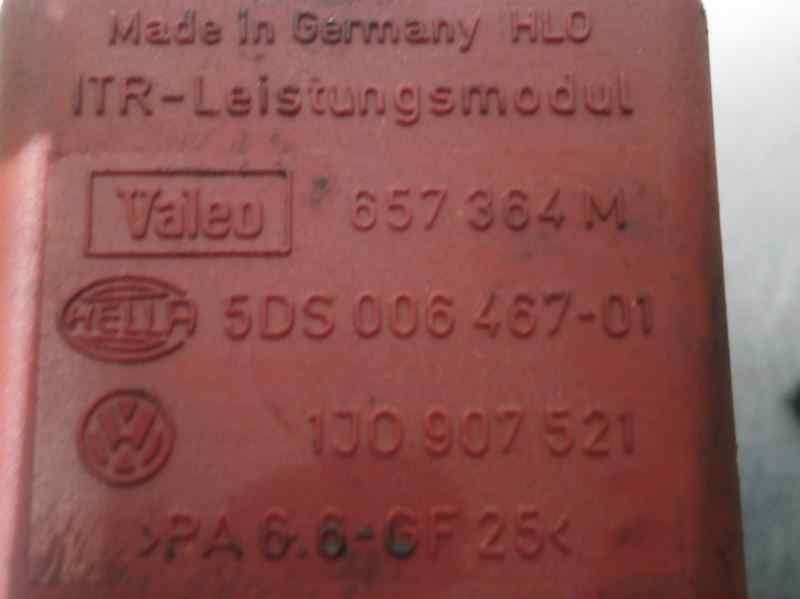 Made in Germany HLO
ITR-Leistungsmodul
Valeo 657 364 M
HELLA 5DS 006 467-01
VW 1J0 907 521
>PA 6.6-GF 25<